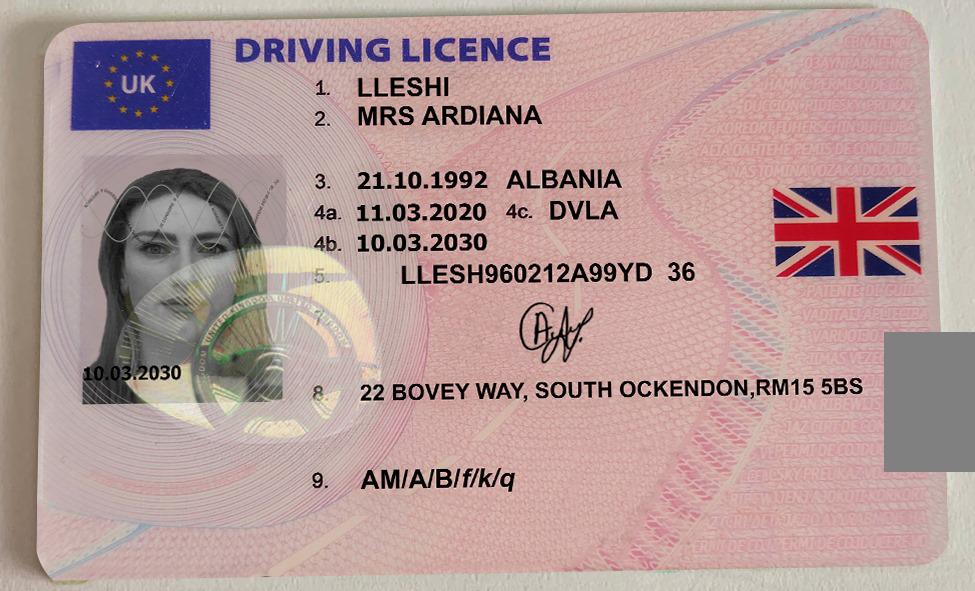 UK
DRIVING LICENCE
1. LLESHI
2. MRS ARDIANA
3. 21.10.1992 ALBANIA
4a. 11.03.2020 4c. DVLA
4b. 10.03.2030
5. LLESH960212A99YD 36
7.
10.03.2030
8. 22 BOVEY WAY, SOUTH OCKENDON,RM15 5BS
9. AM/A/B/f/k/q